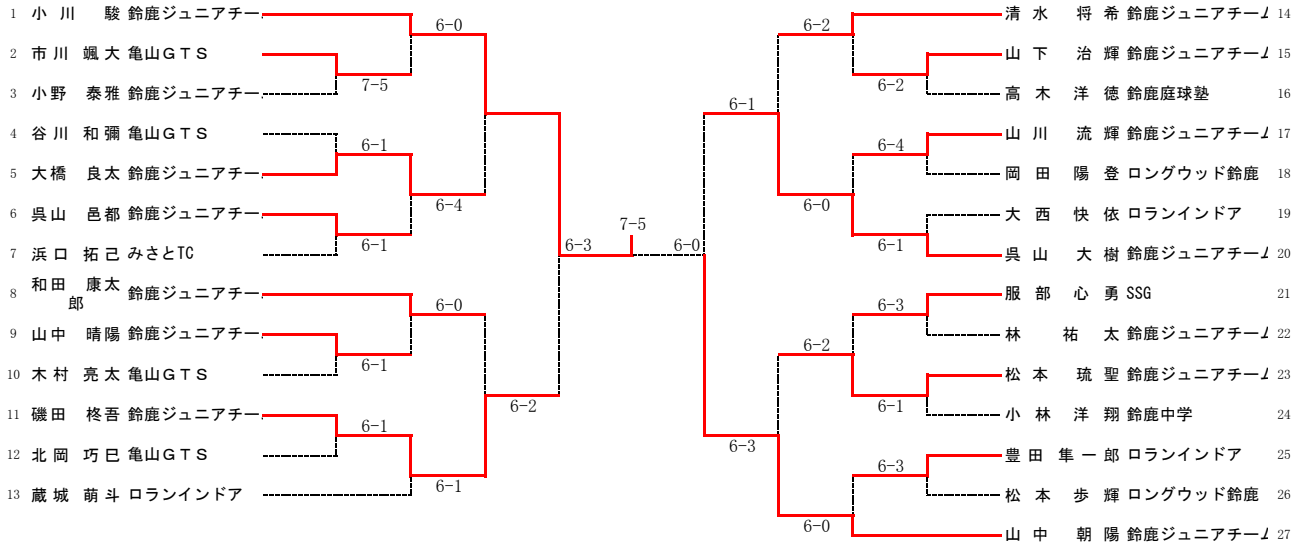 1 小川 駿 鈴鹿ジュニアチー
2 市川 颯大 亀山GTS
3 小野 泰雅 鈴鹿ジュニアチー
4 谷川 和彌 亀山GTS
5 大橋 良太 鈴鹿ジュニアチー
6 呉山 邑都 鈴鹿ジュニアチー
7 浜口 拓己 みさとTC
8 和田 康太郎 鈴鹿ジュニアチー
9 山中 晴陽 鈴鹿ジュニアチー
10 木村 亮太 亀山GTS
11 磯田 柊吾 鈴鹿ジュニアチー
12 北岡 巧巳 亀山GTS
13 蔵城 萌斗 ロランインドア
6-0
7-5
6-1
6-4
6-1
6-0
6-1
6-1
6-1
6-2
6-3
7-5
6-0
6-1
6-3
6-2
6-2
6-4
6-0
6-1
6-3
6-2
6-1
6-3
6-0
清水 将希 鈴鹿ジュニアチーム 14
山下 治輝 鈴鹿ジュニアチーム 15
高木 洋徳 鈴鹿庭球塾 16
山川 流輝 鈴鹿ジュニアチーム 17
岡田 陽登 ロングウッド鈴鹿 18
大西 快依 ロランインドア 19
呉山 大樹 鈴鹿ジュニアチーム 20
服部 心勇 SSG 21
林 祐太 鈴鹿ジュニアチーム 22
松本 琉聖 鈴鹿ジュニアチーム 23
小林 洋翔 鈴鹿中学 24
豊田 隼一郎 ロランインドア 25
松本 歩輝 ロングウッド鈴鹿 26
山中 朝陽 鈴鹿ジュニアチーム 27